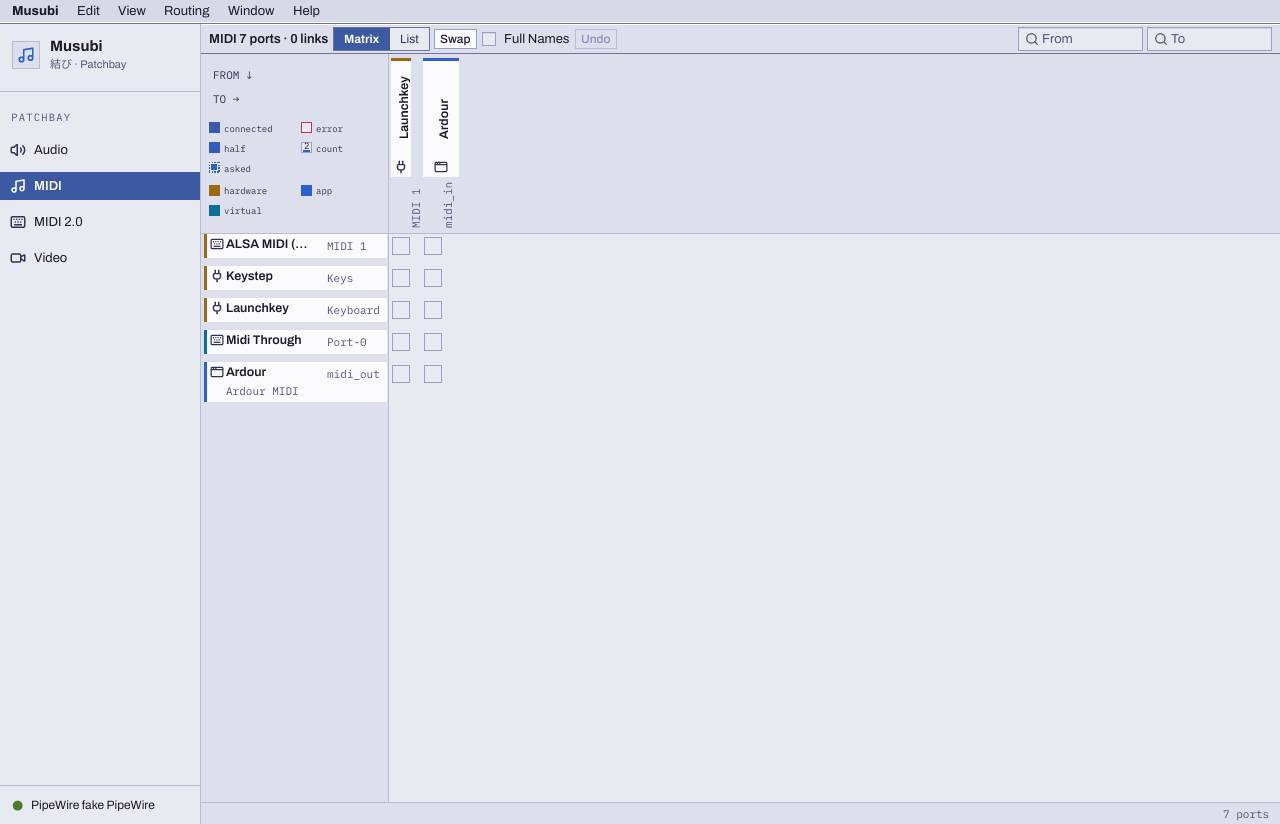 Musubi Edit View Routing Window Help
Musubi
結び · Patchbay
PATCHBAY
Audio
MIDI
MIDI 2.0
Video
PipeWire fake PipeWire
MIDI 7 ports · 0 links Matrix List Swap Full Names Undo From To
FROM ↓
TO →
connected error
half 2 count
asked
hardware app
virtual
Launchkey
Ardour
MIDI 1
midi_in
ALSA MIDI (… MIDI 1
Keystep Keys
Launchkey Keyboard
Midi Through Port-0
Ardour midi_out
Ardour MIDI
7 ports